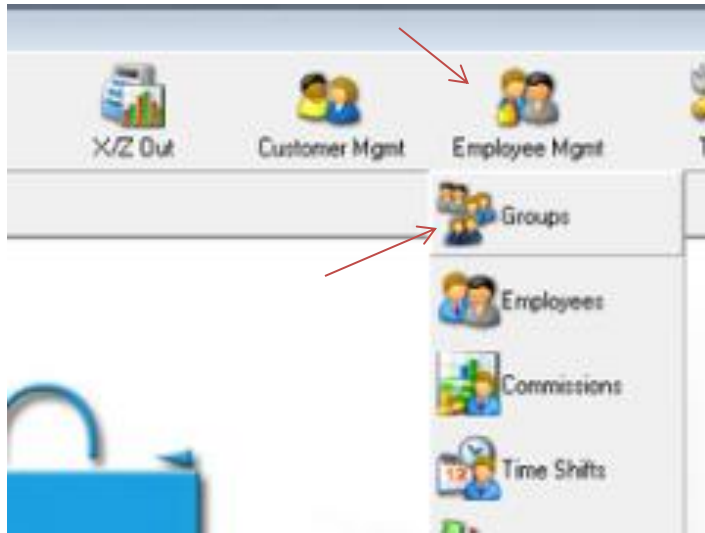 X/Z Out
Customer Mgmt
Employee Mgmt
Groups
Employees
Commissions
Time Shifts